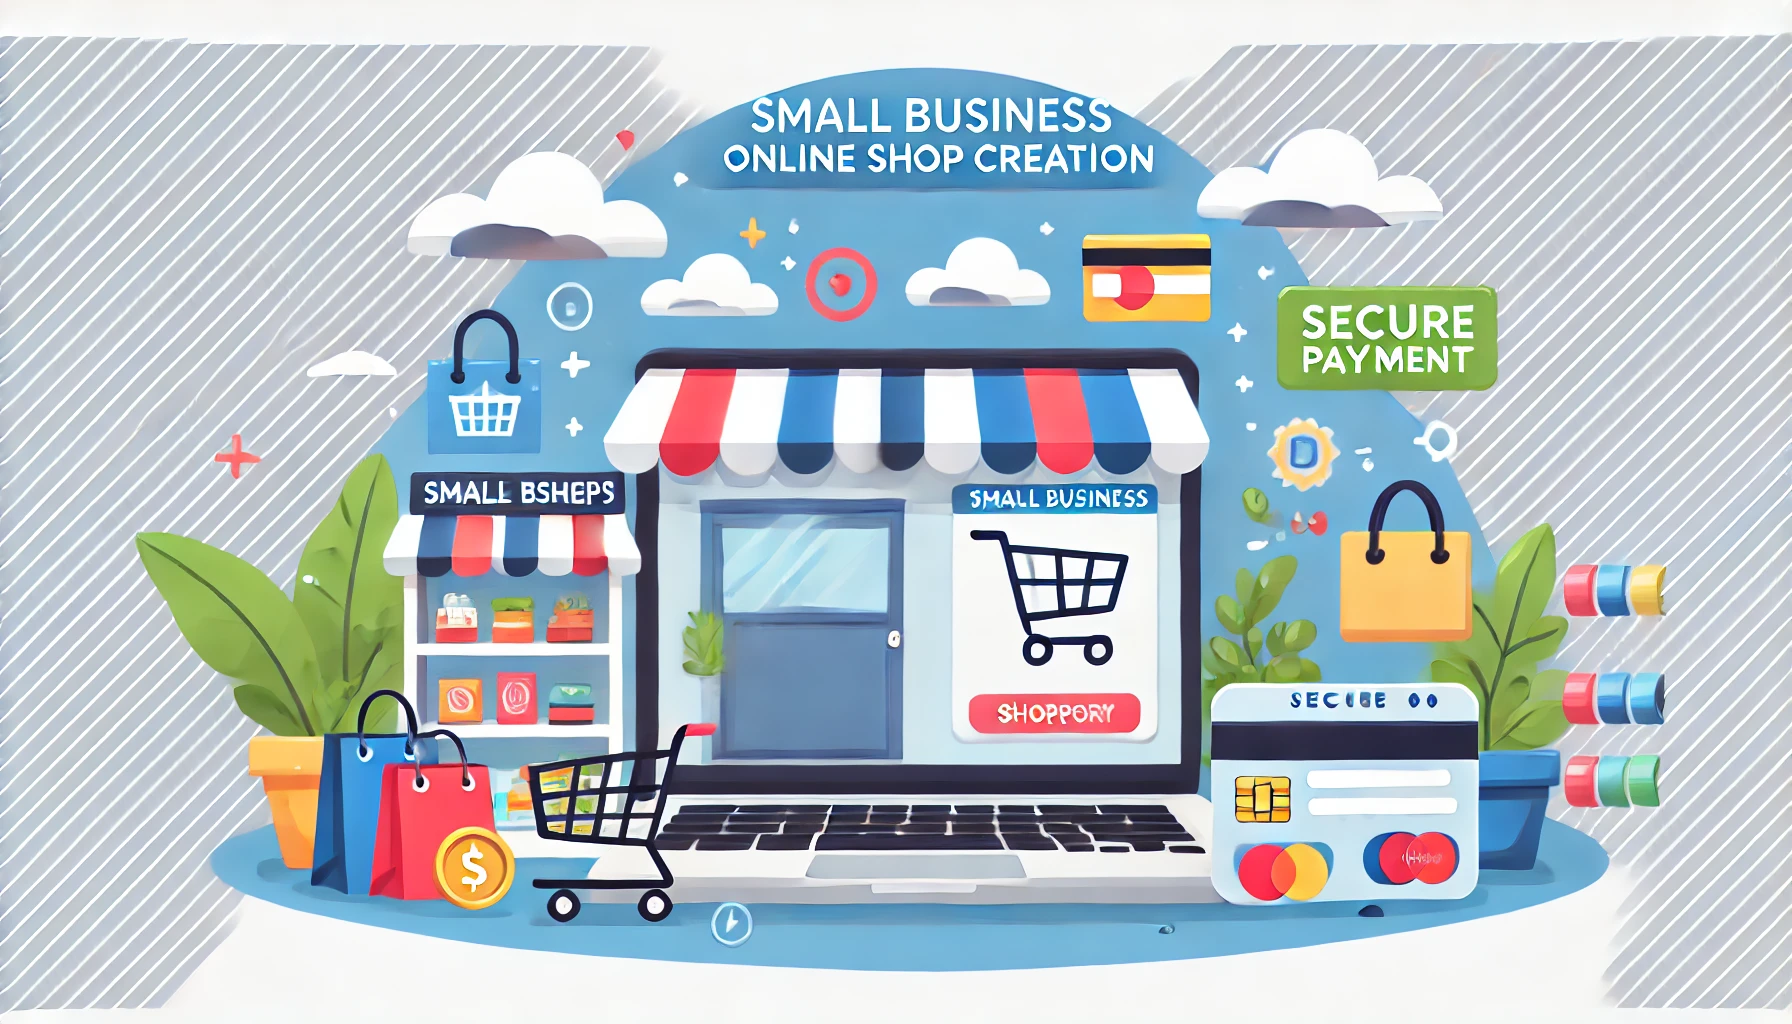 SMALL BUSINESS
ONLINE SHOP CREATION
SECURE
PAYMENT
SMALL BSHEPS
SMALL BUSINESS
SHOPPORY
$